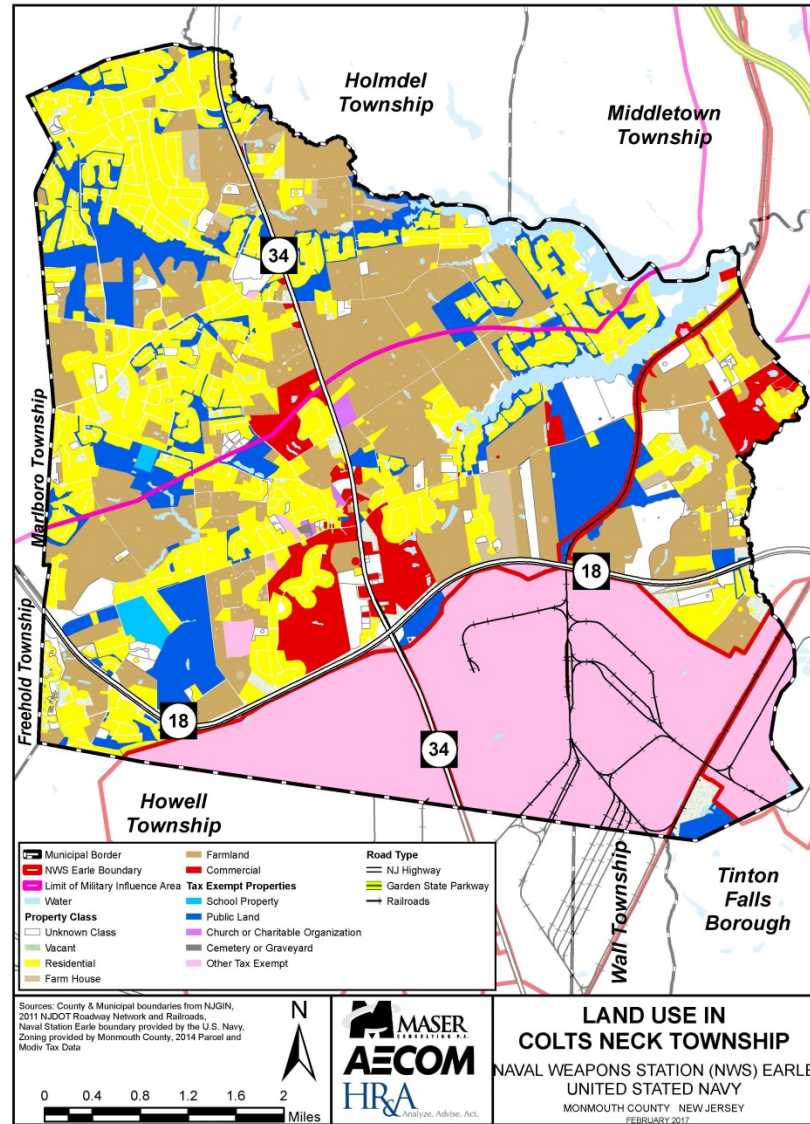 Holmdel
Township
Middletown
Township
34
Marlboro Township
Freehold Township
18
18
34
Howell
Township
Wall Township
Tinton
Falls
Borough
Municipal Border
NWS Earle Boundary
Limit of Military Influence Area
Water
Property Class
Unknown Class
Vacant
Residential
Farm House
Farmland
Commercial
Tax Exempt Properties
School Property
Public Land
Church or Charitable Organization
Cemetery or Graveyard
Other Tax Exempt
Road Type
NJ Highway
Garden State Parkway
Railroads
Sources: County & Municipal boundaries from NJGIN,
2011 NJDOT Roadway Network and Railroads,
Naval Station Earle boundary provided by the U.S. Navy,
Zoning provided by Monmouth County, 2014 Parcel and
Modiv Tax Data
N
0 0.4 0.8 1.2 1.6 2
Miles
MASER
CONSULTING P.A.
AECOM
HR&A
Analyze. Advise. Act.
LAND USE IN
COLTS NECK TOWNSHIP
NAVAL WEAPONS STATION (NWS) EARLE
UNITED STATED NAVY
MONMOUTH COUNTY NEW JERSEY
FEBRUARY 2017